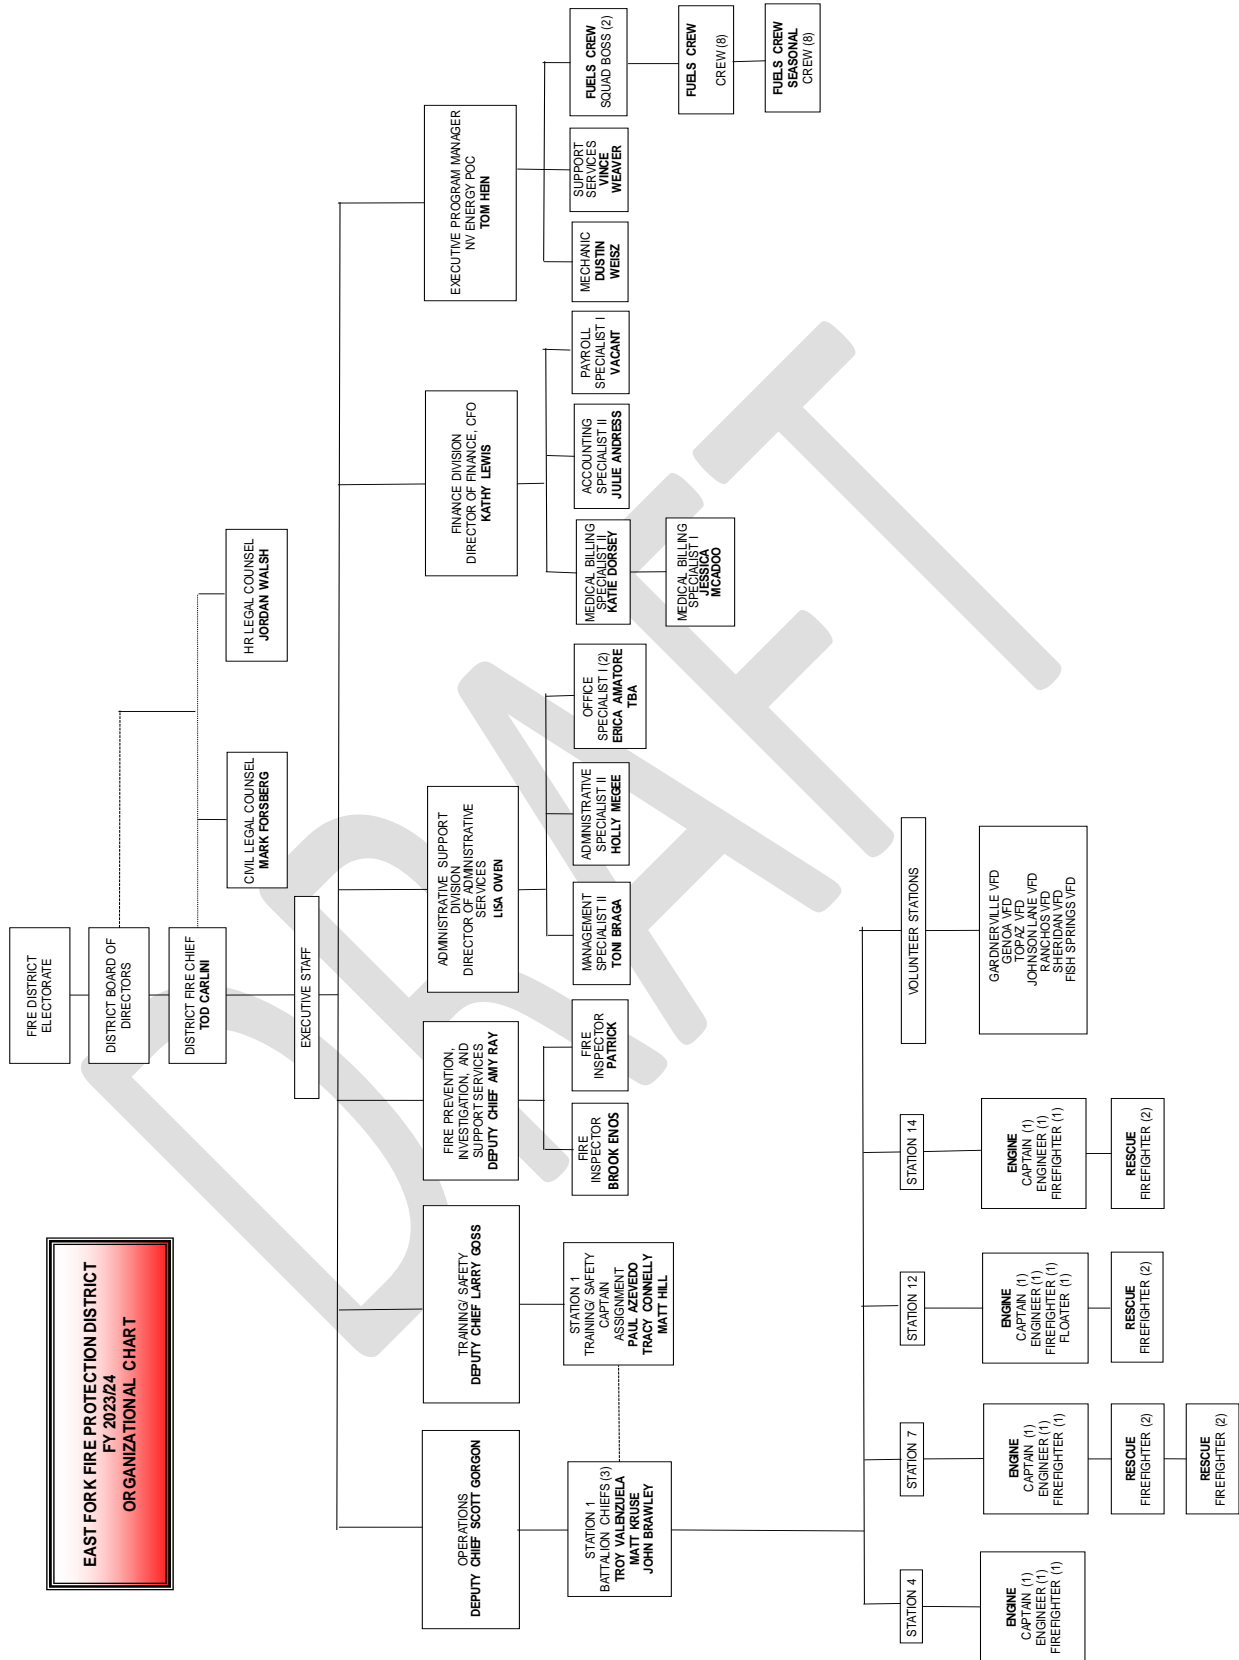 EAST FORK FIRE PROTECTION DISTRICT
FY 2023/24
ORGANIZATIONAL CHART
FIRE DISTRICT
ELECTORATE
DISTRICT BOARD OF
DIRECTORS
DISTRICT FIRE CHIEF
TOD CARLINI
CIVIL LEGAL COUNSEL
MARK FORSBERG
HR LEGAL COUNSEL
JORDAN WALSH
EXECUTIVE STAFF
OPERATIONS
DEPUTY CHIEF SCOTT GORGON
TRAINING/ SAFETY
DEPUTY CHIEF LARRY GOSS
FIRE PREVENTION,
INVESTIGATION, AND
SUPPORT SERVICES
DEPUTY CHIEF AMY RAY
ADMINISTRATIVE SUPPORT
DIVISION
DIRECTOR OF ADMINISTRATIVE
SERVICES
LISA OWEN
FINANCE DIVISION
DIRECTOR OF FINANCE, CFO
KATHY LEWIS
EXECUTIVE PROGRAM MANAGER
NV ENERGY POC
TOM HEIN
STATION 1
BATTALION CHIEFS (3)
TROY VALENZUELA
MATT KRUSE
JOHN BRAWLEY
STATION 1
TRAINING/ SAFETY
CAPTAIN
ASSIGNMENT
PAUL AZEVEDO
TRACY CONNELLY
MATT HILL
FIRE
INSPECTOR
BROOK ENOS
FIRE
INSPECTOR
PATRICK
MANAGEMENT
SPECIALIST II
TONI BRAGA
ADMINISTRATIVE
SPECIALIST II
HOLLY MEGEE
OFFICE
SPECIALIST I (2)
ERICA AMATORE
TBA
MEDICAL BILLING
SPECIALIST II
KATIE DORSEY
ACCOUNTING
SPECIALIST II
JULIE ANDRESS
PAYROLL
SPECIALIST I
VACANT
MECHANIC
DUSTIN
WEISZ
SUPPORT
SERVICES
VINCE
WEAVER
FUELS CREW
SQUAD BOSS (2)
MEDICAL BILLING
SPECIALIST I
JESSICA
MCADOO
FUELS CREW
CREW (8)
FUELS CREW
SEASONAL
CREW (8)
STATION 4
STATION 7
STATION 12
STATION 14
VOLUNTEER STATIONS
ENGINE
CAPTAIN (1)
ENGINEER (1)
FIREFIGHTER (1)
ENGINE
CAPTAIN (1)
ENGINEER (1)
FIREFIGHTER (1)
ENGINE
CAPTAIN (1)
ENGINEER (1)
FIREFIGHTER (1)
FLOATER (1)
ENGINE
CAPTAIN (1)
ENGINEER (1)
FIREFIGHTER (1)
GARDNERVILLE VFD
GENOA VFD
TOPAZ VFD
JOHNSON LANE VFD
RANCHOS VFD
SHERIDAN VFD
FISH SPRINGS VFD
RESCUE
FIREFIGHTER (2)
RESCUE
FIREFIGHTER (2)
RESCUE
FIREFIGHTER (2)
RESCUE
FIREFIGHTER (2)
DRAFT